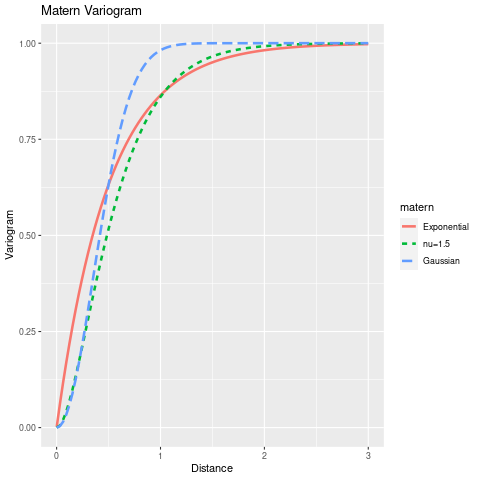 Matern Variogram
1.00
0.75
0.50
0.25
0.00
Variogram
0
1
2
3
Distance
matern
Exponential
nu=1.5
Gaussian